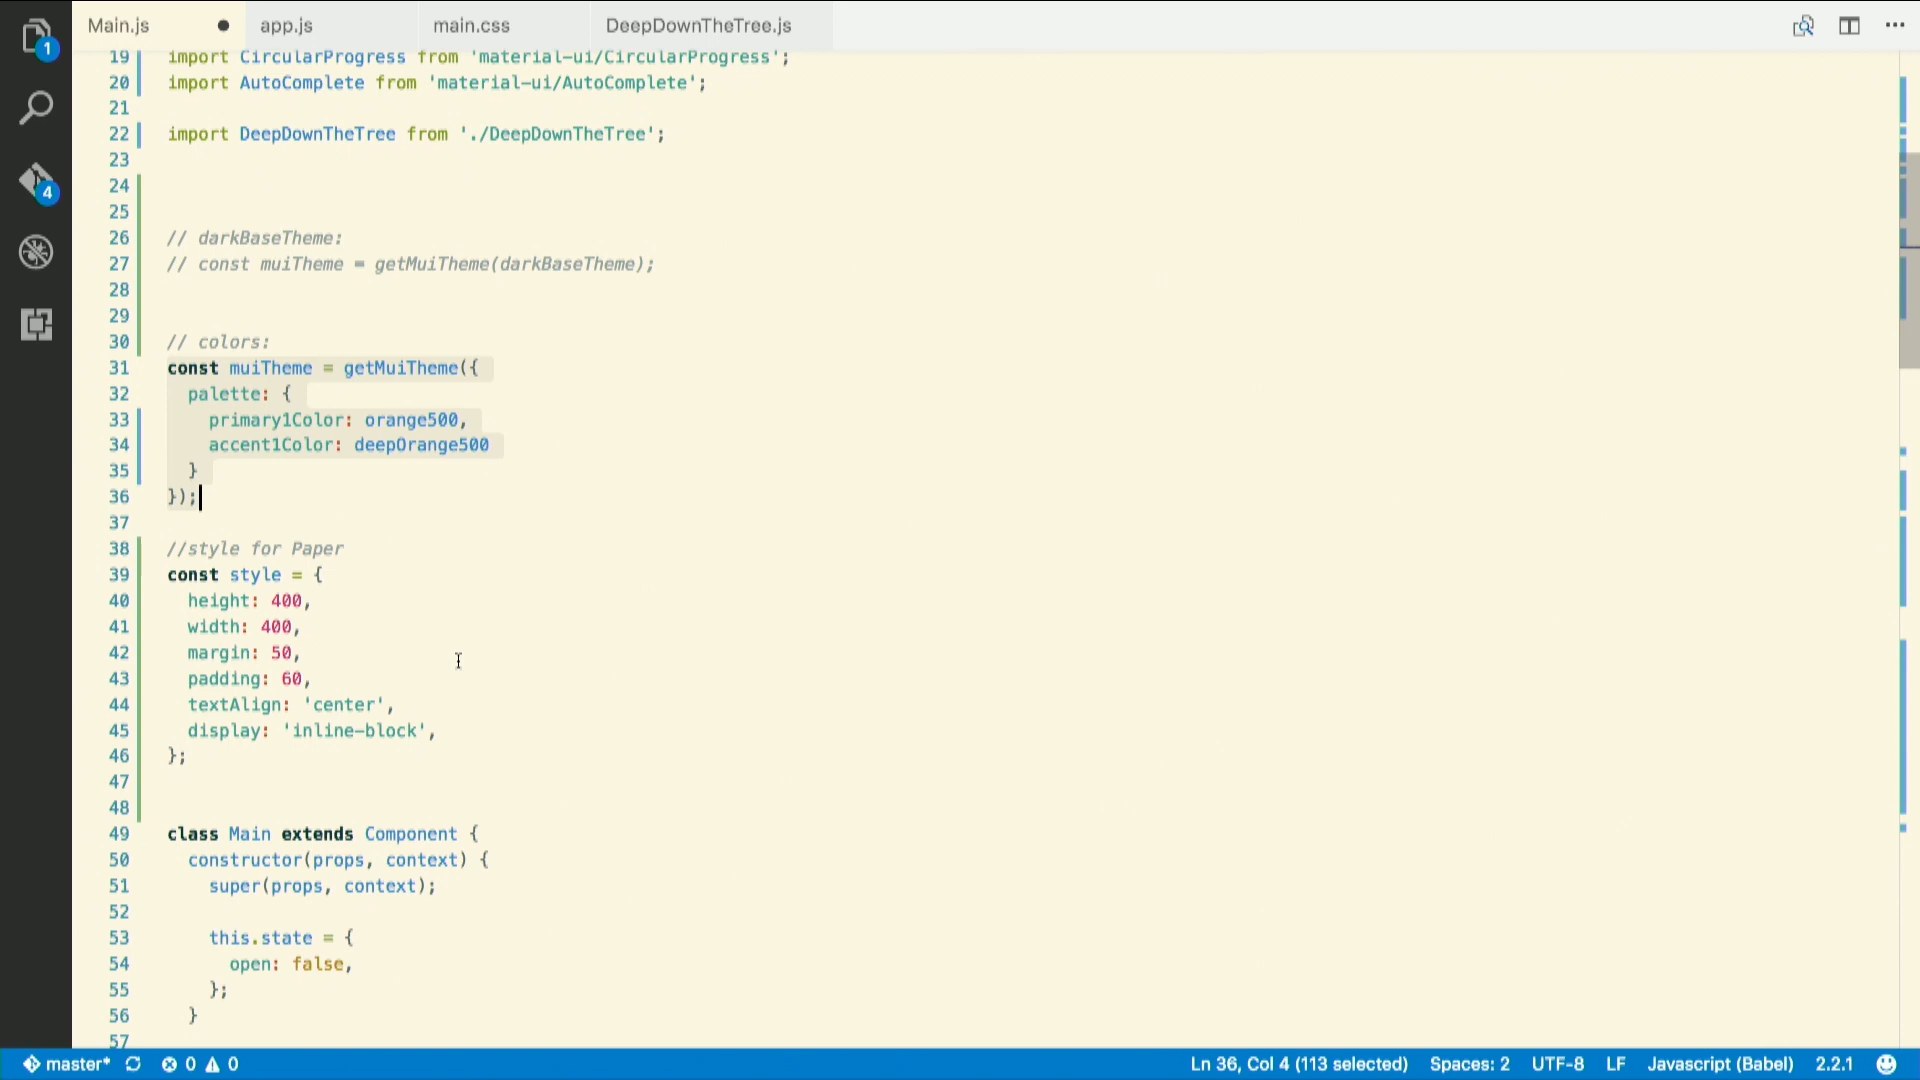 Main.js
app.js
main.css
DeepDownTheTree.js
1
4
19 import CircularProgress from 'material-ui/CircularProgress';
20 import AutoComplete from 'material-ui/AutoComplete';
21
22 import DeepDownTheTree from './DeepDownTheTree';
23
24
25
26 // darkBaseTheme:
27 // const muiTheme = getMuiTheme(darkBaseTheme);
28
29
30 // colors:
31 const muiTheme = getMuiTheme({
32 palette: {
33 primary1Color: orange500,
34 accent1Color: deepOrange500
35 }
36 });
37
38 //style for Paper
39 const style = {
40 height: 400,
41 width: 400,
42 margin: 50,
43 padding: 60,
44 textAlign: 'center',
45 display: 'inline-block',
46 };
47
48
49 class Main extends Component {
50 constructor(props, context) {
51 super(props, context);
52
53 this.state = {
54 open: false,
55 };
56 }
57
master* 0 0 Ln 36, Col 4 (113 selected) Spaces: 2 UTF-8 LF Javascript (Babel) 2.2.1